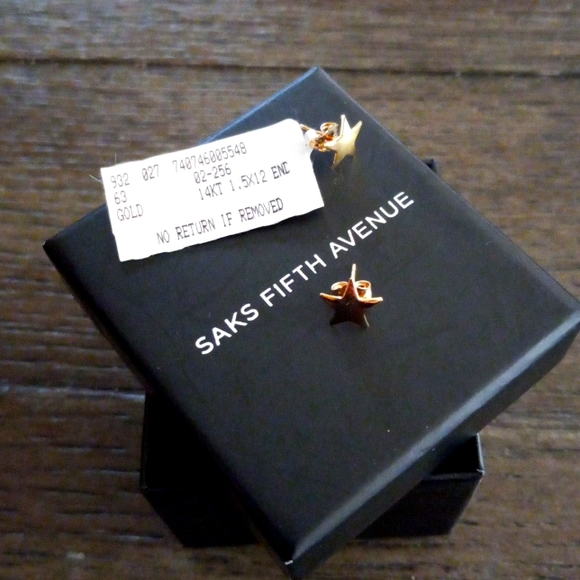 932 027 740746005548
63 02-256
GOLD 14KT 1.5X12 END
NO RETURN IF REMOVED
SAKS FIFTH AVENUE